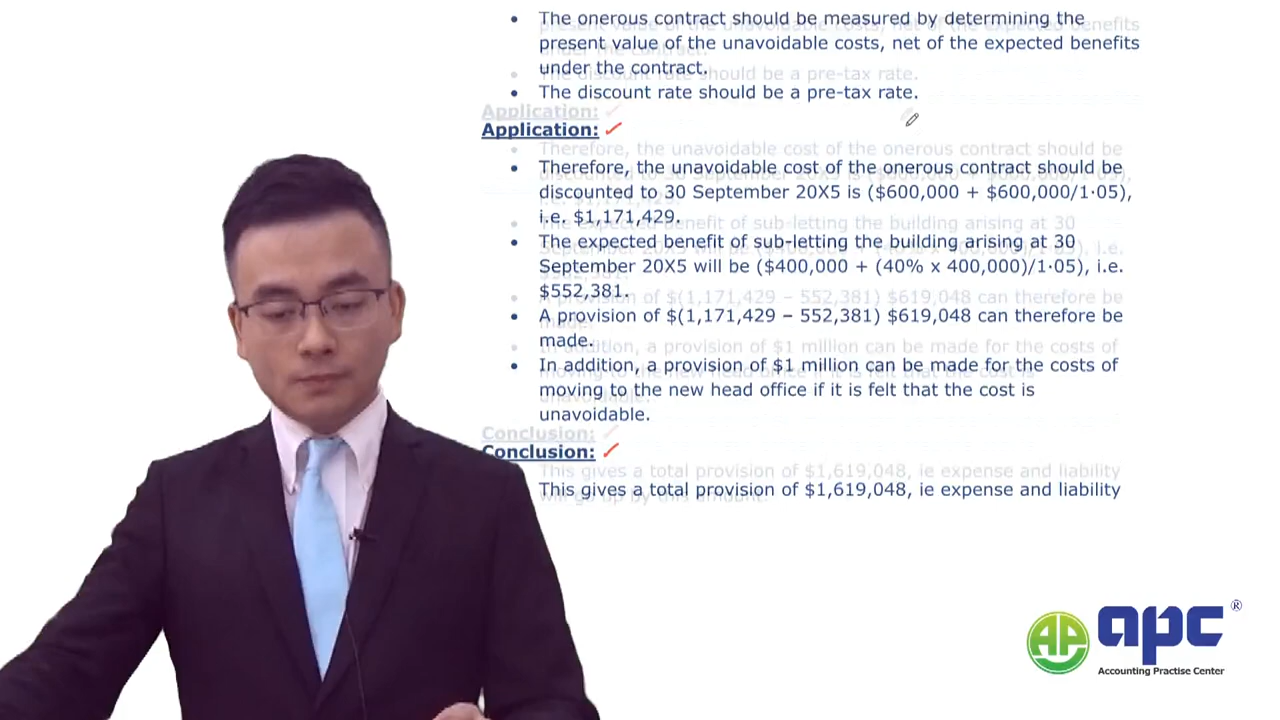 • The onerous contract should be measured by determining the
present value of the unavoidable costs, net of the expected benefits
under the contract.
• The discount rate should be a pre-tax rate.
Application:
• Therefore, the unavoidable cost of the onerous contract should be
discounted to 30 September 20X5 is ($600,000 + $600,000/1·05),
i.e. $1,171,429.
• The expected benefit of sub-letting the building arising at 30
September 20X5 will be ($400,000 + (40% x 400,000)/1·05), i.e.
$552,381.
• A provision of $(1,171,429 – 552,381) $619,048 can therefore be
made.
• In addition, a provision of $1 million can be made for the costs of
moving to the new head office if it is felt that the cost is
unavoidable.
Conclusion:
This gives a total provision of $1,619,048, ie expense and liability
AP apc ®
Accounting Practise Center